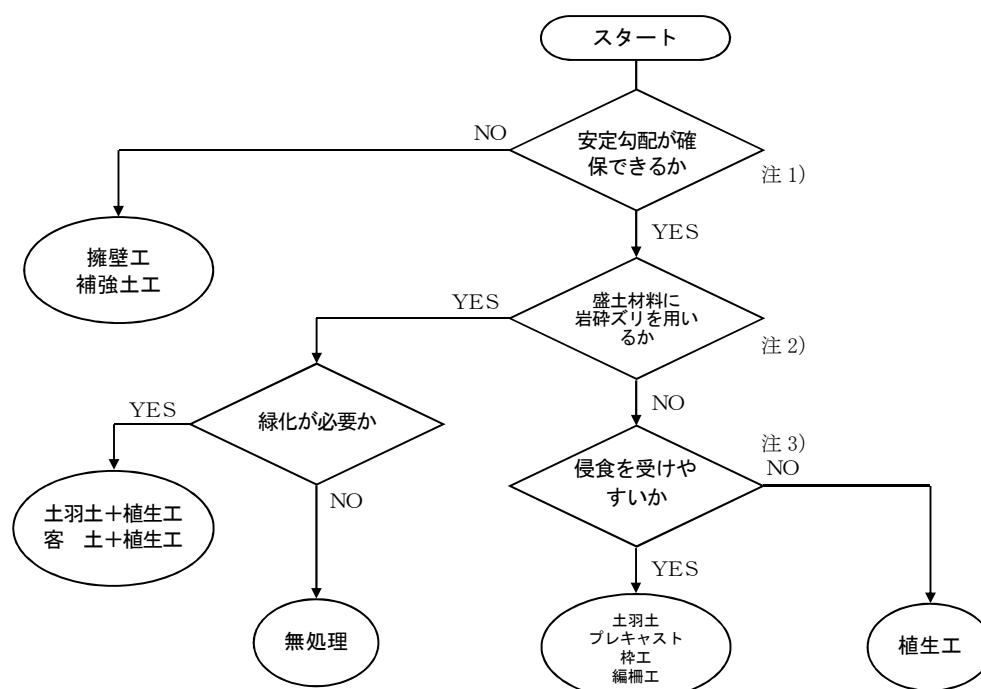 スタート
安定勾配が確
保できるか
NO
注1)
YES
擁壁工
補強土工
盛土材料に
岩砕ズリを用い
るか
YES
注2)
NO
緑化が必要か
YES
NO
注3)
侵食を受けや
すいか
NO
YES
土羽土+植生工
客　土+植生工
無処理
土羽土
プレキャスト
枠工
編柵工
植生工